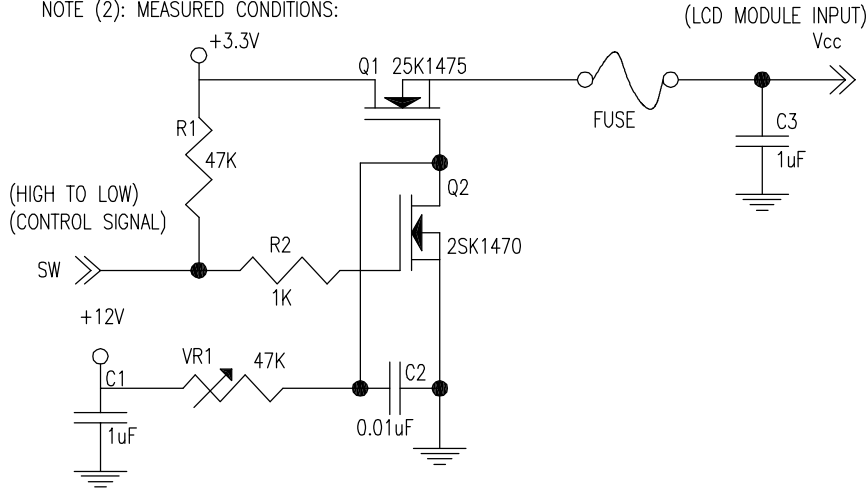 NOTE (2): MEASURED CONDITIONS:
(LCD MODULE INPUT)
+3.3V
Vcc
Q1 25K1475
FUSE
R1
47K
C3
1uF
(HIGH TO LOW)
(CONTROL SIGNAL)
Q2
2SK1470
R2
SW
1K
+12V
VR1 47K
C1
C2
1uF
0.01uF